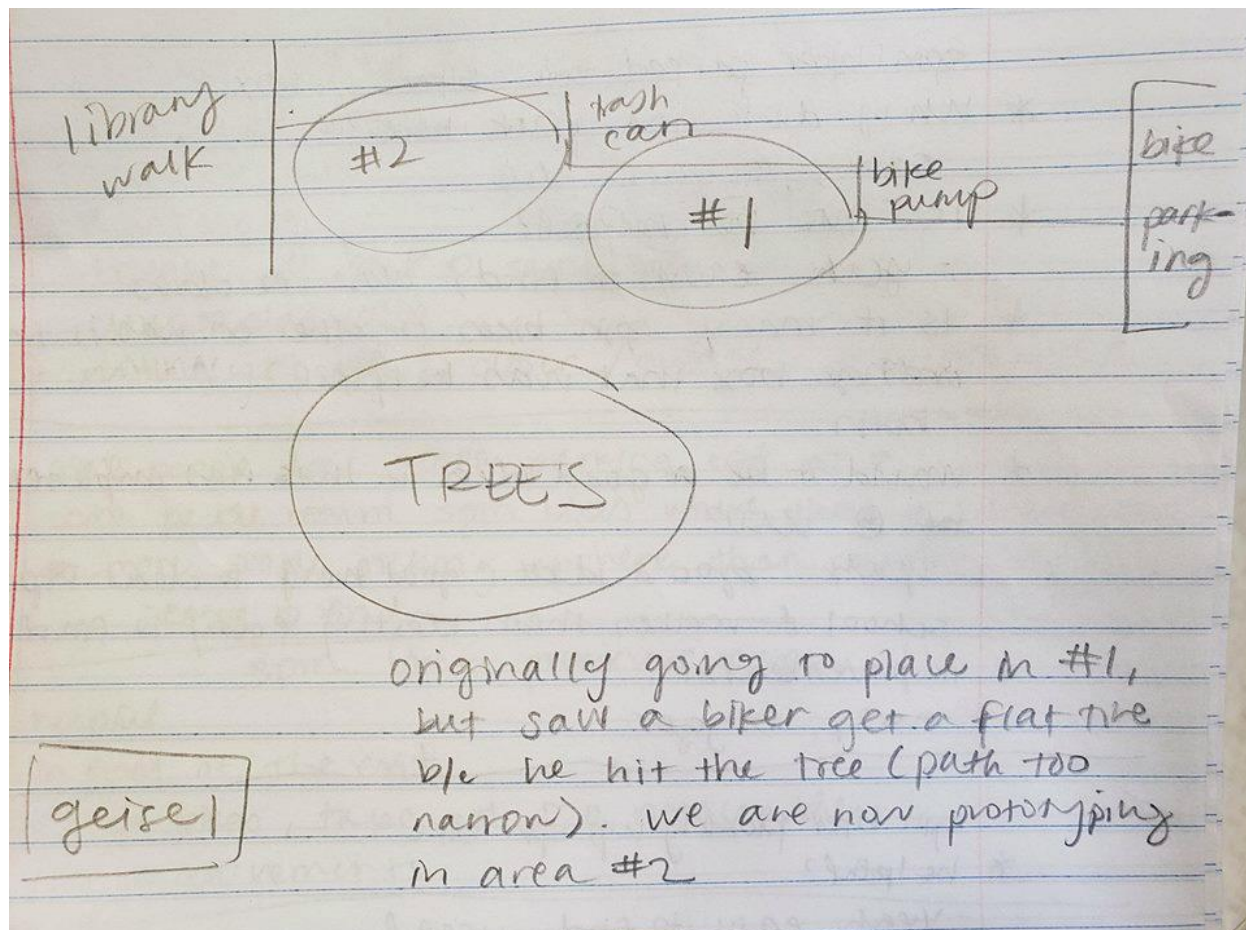 library
walk
#2
trash
can
#1
bike
pump
bike
park-
ing
TREES
originally going to place in #1,
but saw a biker get a flat tire
b/c he hit the tree (path too
narrow). we are now prototyping
in area #2
geisel